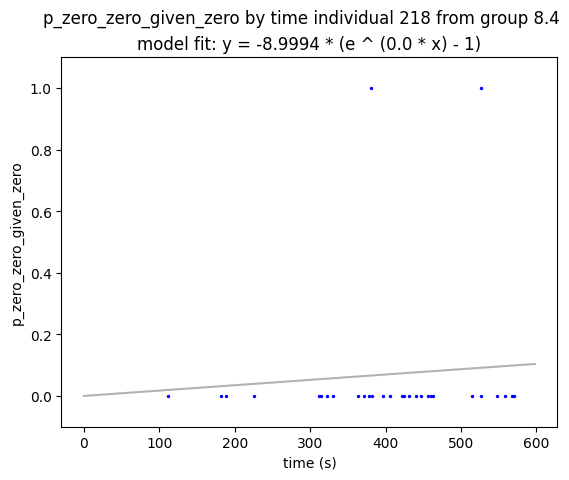 p_zero_zero_given_zero by time individual 218 from group 8.4
model fit: y = -8.9994 * (e ^ (0.0 * x) - 1)
1.0
0.8
0.6
0.4
0.2
0.0
p_zero_zero_given_zero
0 100 200 300 400 500 600
time (s)